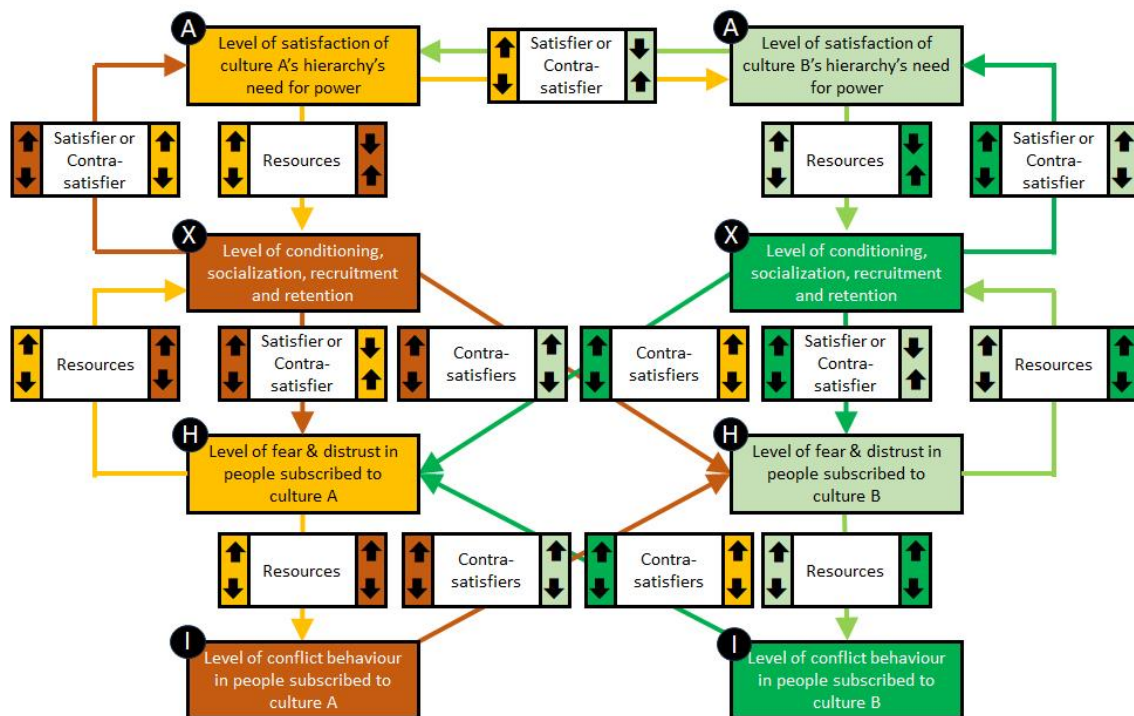 A
Level of satisfaction of
culture A's hierarchy's
need for power
Satisfier or
Contra-
satisfier
A
Level of satisfaction of
culture B's hierarchy's
need for power
Satisfier or
Contra-
satisfier
Resources
Resources
Satisfier or
Contra-
satisfier
X
Level of conditioning,
socialization, recruitment
and retention
X
Level of conditioning,
socialization, recruitment
and retention
Resources
Satisfier or
Contra-
satisfier
Contra-
satisfiers
Contra-
satisfiers
Satisfier or
Contra-
satisfier
Resources
H
Level of fear & distrust in
people subscribed to
culture A
H
Level of fear & distrust in
people subscribed to
culture B
Resources
Contra-
satisfiers
Contra-
satisfiers
Resources
I
Level of conflict behaviour
in people subscribed to
culture A
I
Level of conflict behaviour
in people subscribed to
culture B